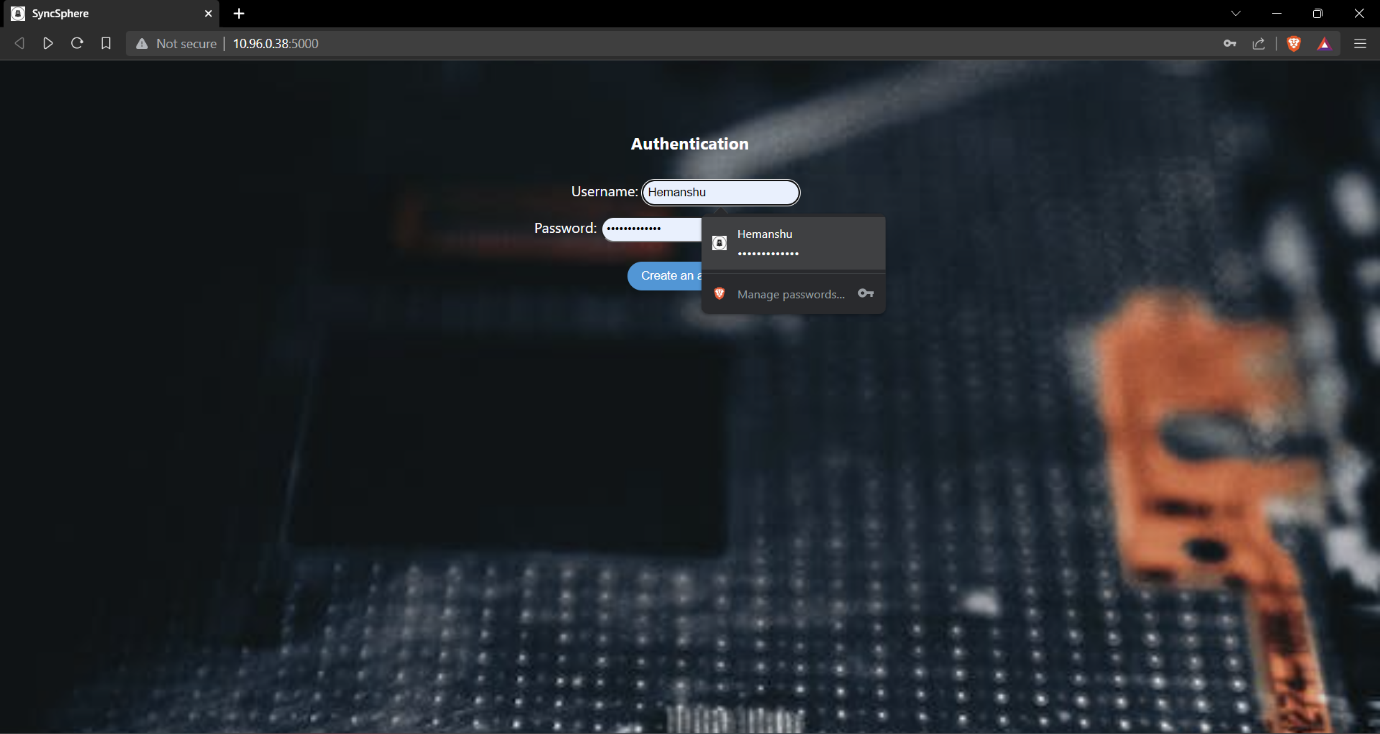 SyncSphere
Not secure | 10.96.0.38:5000
Authentication
Username: Hemanshu
Password: •••••••••••••
Hemanshu
•••••••••••••
Create an a
Manage passwords...